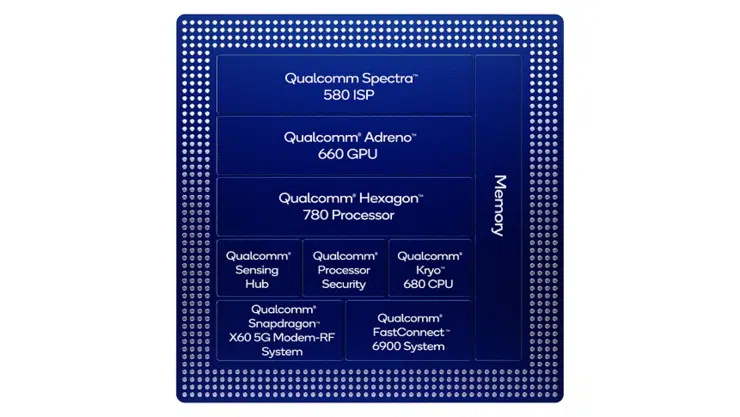 Qualcomm Spectra™
580 ISP
Qualcomm® Adreno™
660 GPU
Qualcomm® Hexagon™
780 Processor
Memory
Qualcomm®
Sensing
Hub
Qualcomm®
Processor
Security
Qualcomm®
Kryo™
680 CPU
Qualcomm®
Snapdragon™
X60 5G Modem-RF
System
Qualcomm®
FastConnect™
6900 System